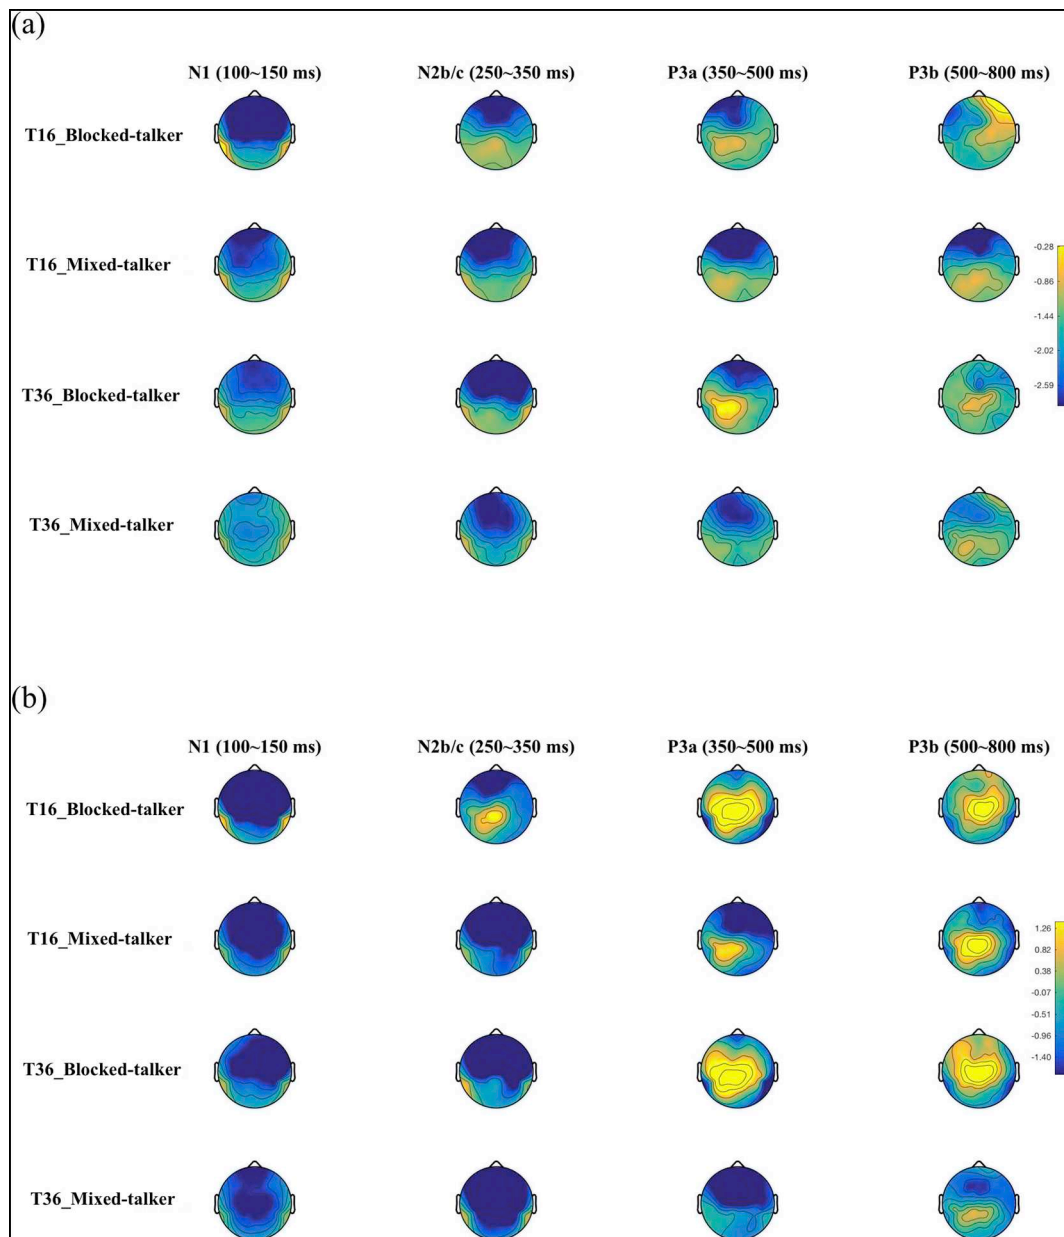 (a)
N1 (100~150 ms) N2b/c (250~350 ms) P3a (350~500 ms) P3b (500~800 ms)
T16_Blocked-talker
T16_Mixed-talker
-0.28
-0.86
-1.44
-2.02
-2.59
T36_Blocked-talker
T36_Mixed-talker
(b)
N1 (100~150 ms) N2b/c (250~350 ms) P3a (350~500 ms) P3b (500~800 ms)
T16_Blocked-talker
T16_Mixed-talker
1.26
0.82
0.38
-0.07
-0.51
-0.96
-1.40
T36_Blocked-talker
T36_Mixed-talker